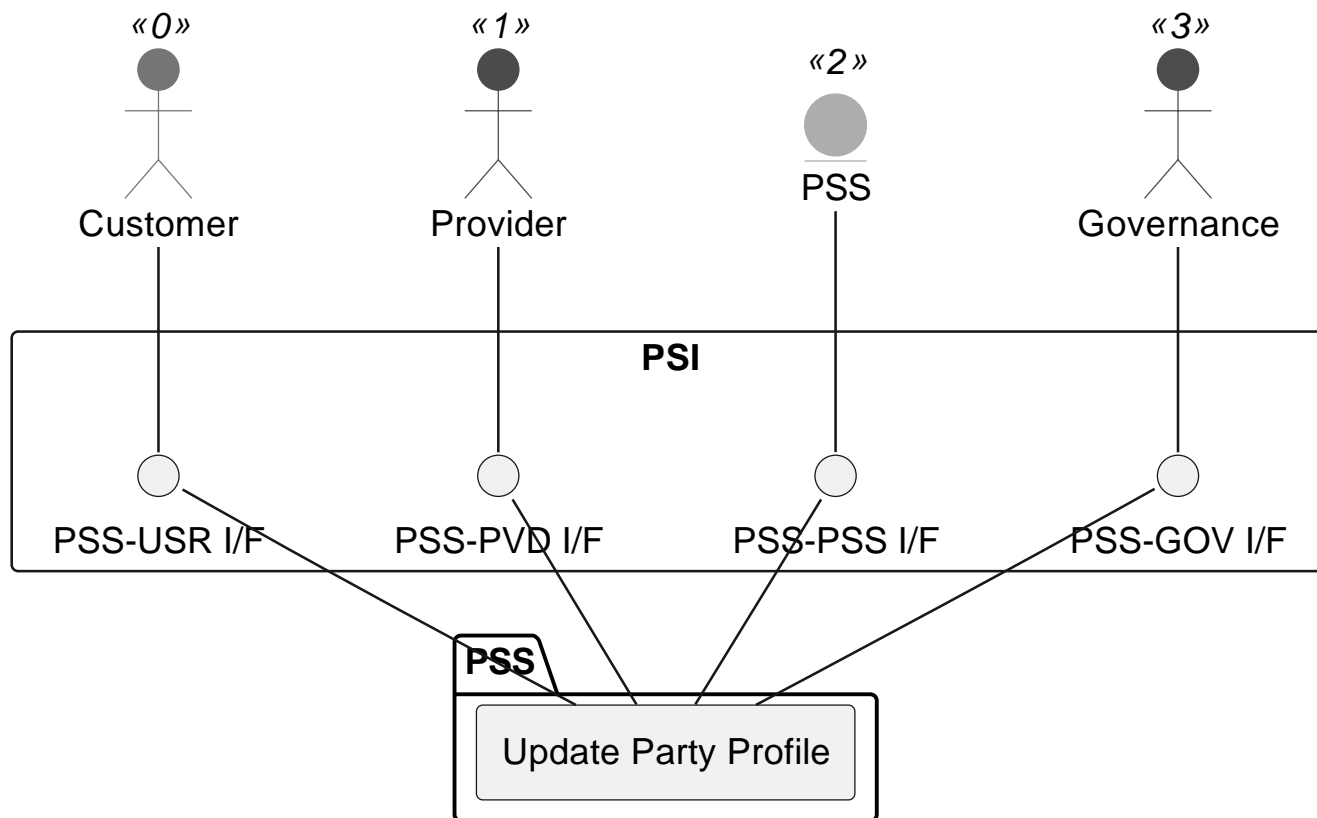 «0»
«1»
«2»
«3»
Customer
Provider
PSS
Governance
PSI
PSS-USR I/F
PSS-PVD I/F
PSS-PSS I/F
PSS-GOV I/F
PSS
Update Party Profile